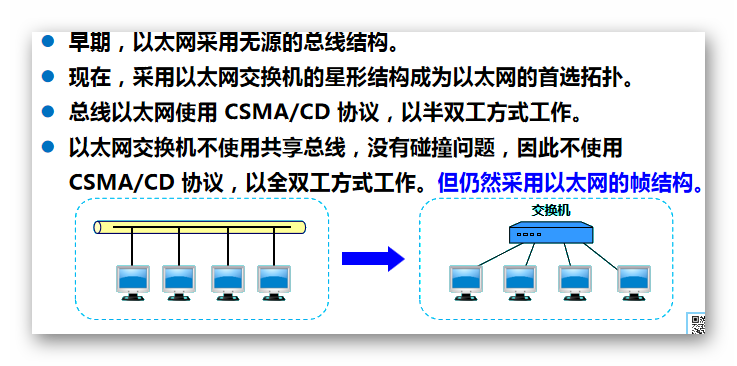 早期，以太网采用无源的总线结构。
现在，采用以太网交换机的星形结构成为以太网的首选拓扑。
总线以太网使用 CSMA/CD 协议，以半双工方式工作。
以太网交换机不使用共享总线，没有碰撞问题，因此不使用
CSMA/CD 协议，以全双工方式工作。但仍然采用以太网的帧结构。
交换机